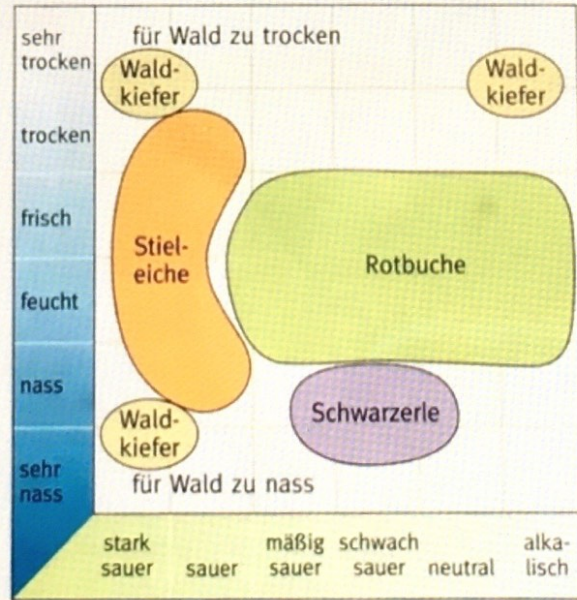 für Wald zu trocken
sehr
trocken
Wald-
kiefer
Wald-
kiefer
trocken
frisch
Stiel-
eiche
Rotbuche
feucht
nass
Schwarzerle
Wald-
kiefer
sehr
nass
für Wald zu nass
stark
sauer
sauer
mäßig
sauer
schwach
sauer
neutral
alka-
lisch